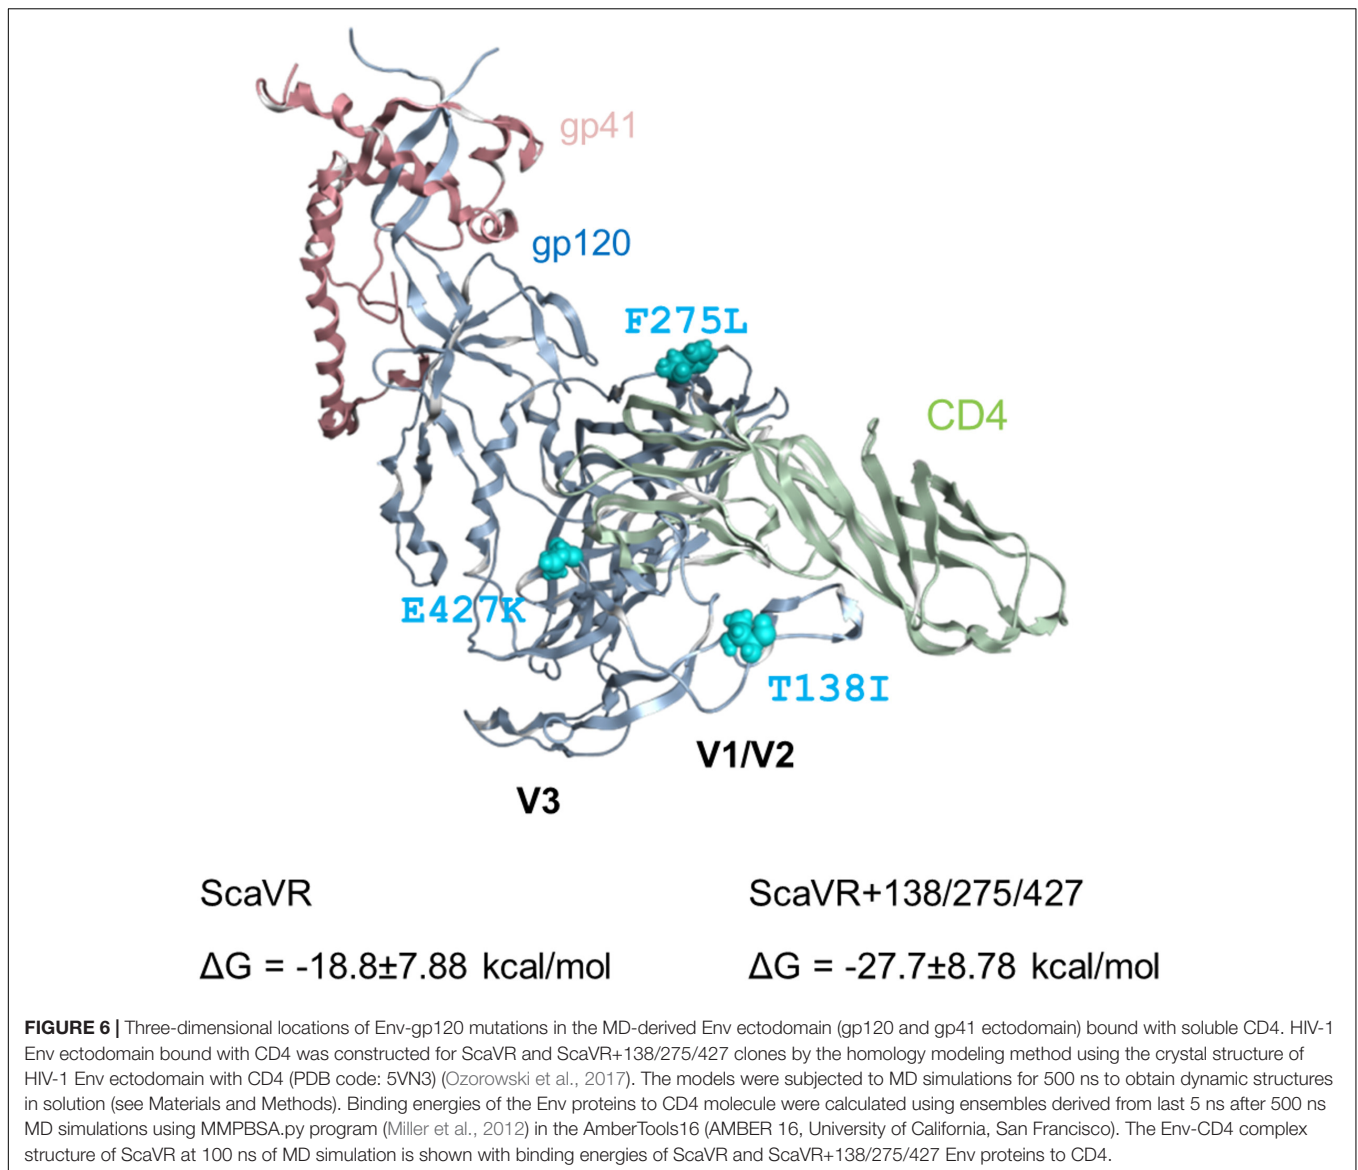 gp41
gp120
F275L
CD4
E427K
T138I
V1/V2
V3
ScaVR
ScaVR+138/275/427
ΔG = -18.8±7.88 kcal/mol
ΔG = -27.7±8.78 kcal/mol
FIGURE 6 | Three-dimensional locations of Env-gp120 mutations in the MD-derived Env ectodomain (gp120 and gp41 ectodomain) bound with soluble CD4. HIV-1
Env ectodomain bound with CD4 was constructed for ScaVR and ScaVR+138/275/427 clones by the homology modeling method using the crystal structure of
HIV-1 Env ectodomain with CD4 (PDB code: 5VN3) (Ozorowski et al., 2017). The models were subjected to MD simulations for 500 ns to obtain dynamic structures
in solution (see Materials and Methods). Binding energies of the Env proteins to CD4 molecule were calculated using ensembles derived from last 5 ns after 500 ns
MD simulations using MMPBSA.py program (Miller et al., 2012) in the AmberTools16 (AMBER 16, University of California, San Francisco). The Env-CD4 complex
structure of ScaVR at 100 ns of MD simulation is shown with binding energies of ScaVR and ScaVR+138/275/427 Env proteins to CD4.